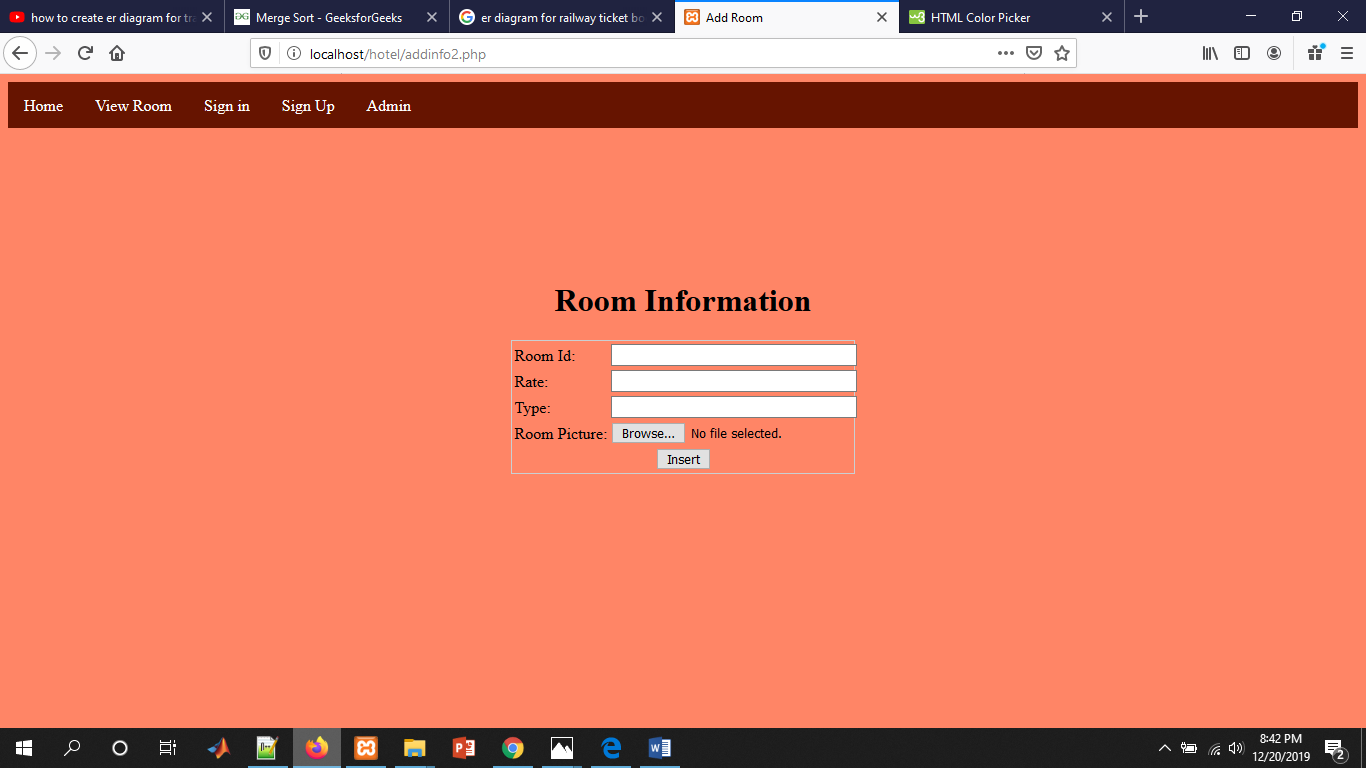 how to create er diagram for tra
Merge Sort - GeeksforGeeks
er diagram for railway ticket bo
Add Room
HTML Color Picker
localhost/hotel/addinfo2.php
Home View Room Sign in Sign Up Admin
Room Information
Room Id:
Rate:
Type:
Room Picture: Browse... No file selected.
Insert
8:42 PM
12/20/2019
2